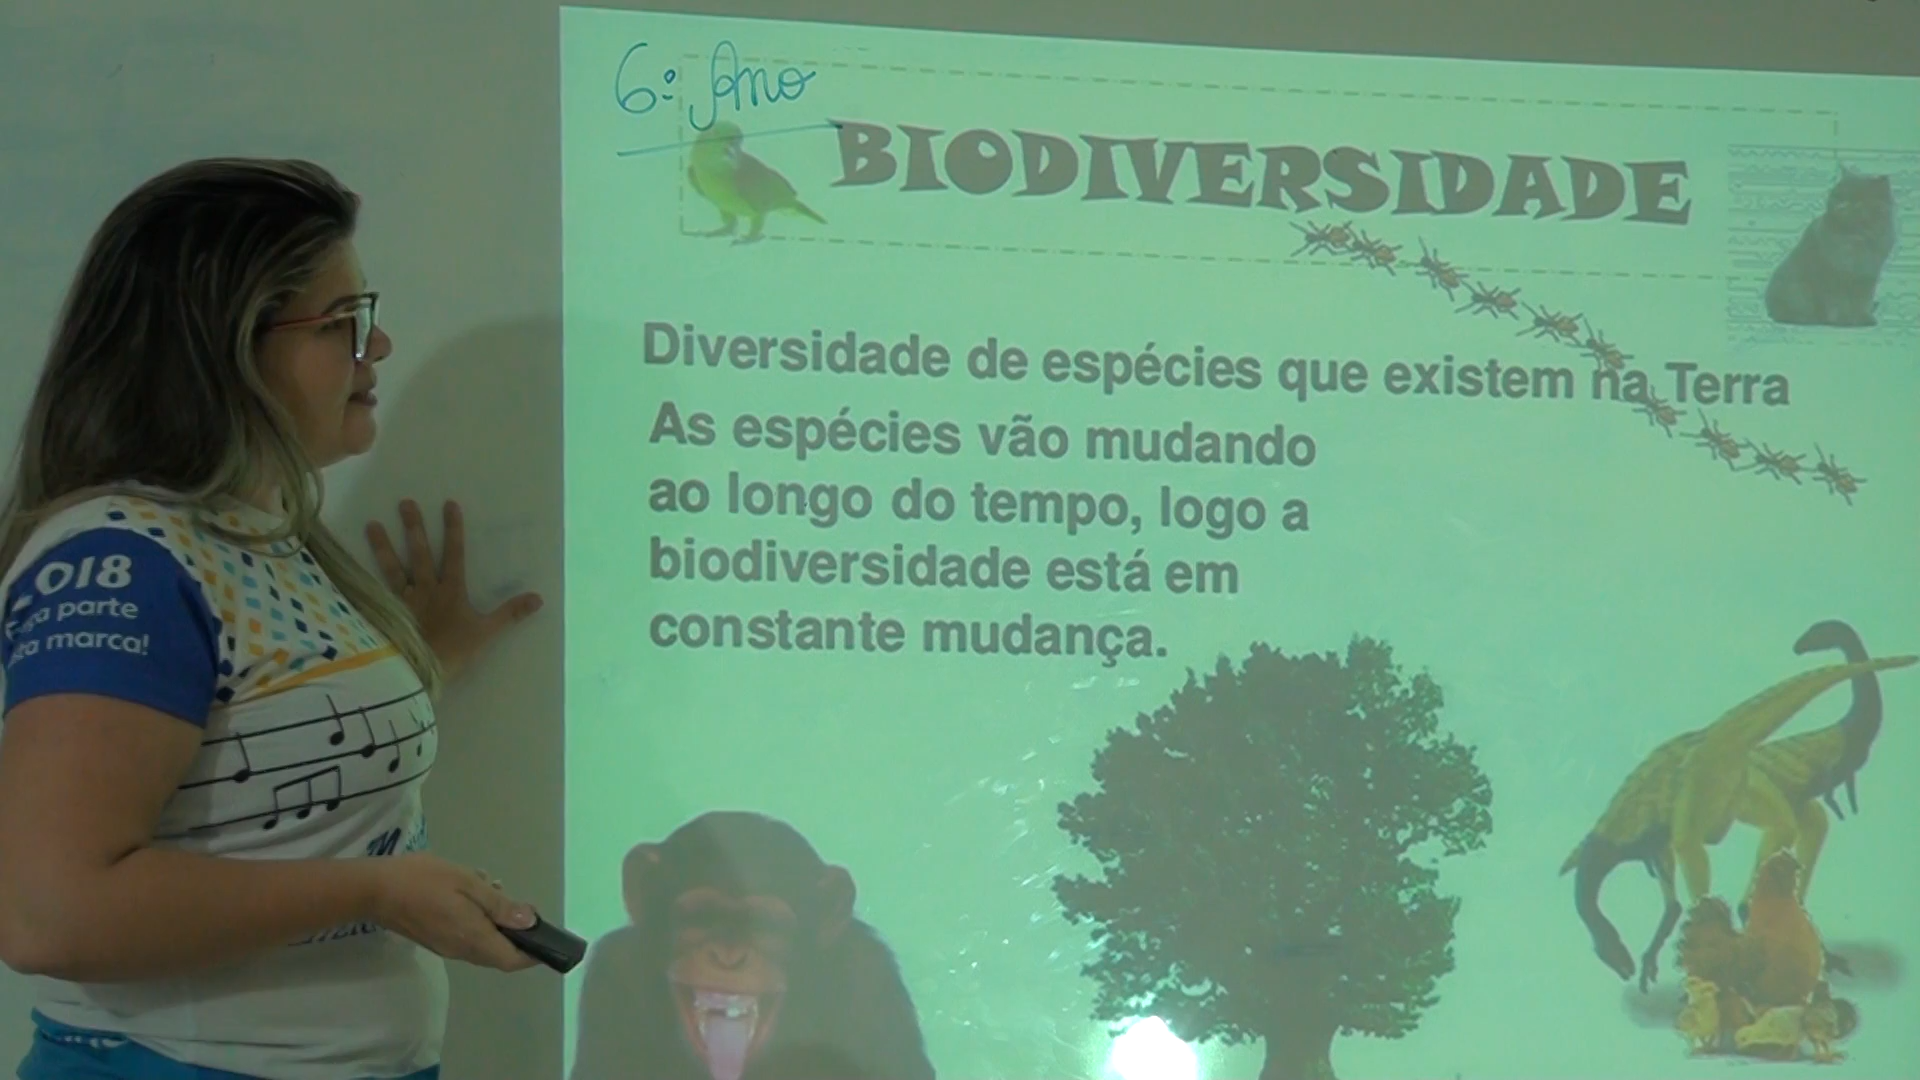 6º Ano
BIODIVERSIDADE
Diversidade de espécies que existem na Terra
As espécies vão mudando
ao longo do tempo, logo a
biodiversidade está em
constante mudança.
018
parte
marca!